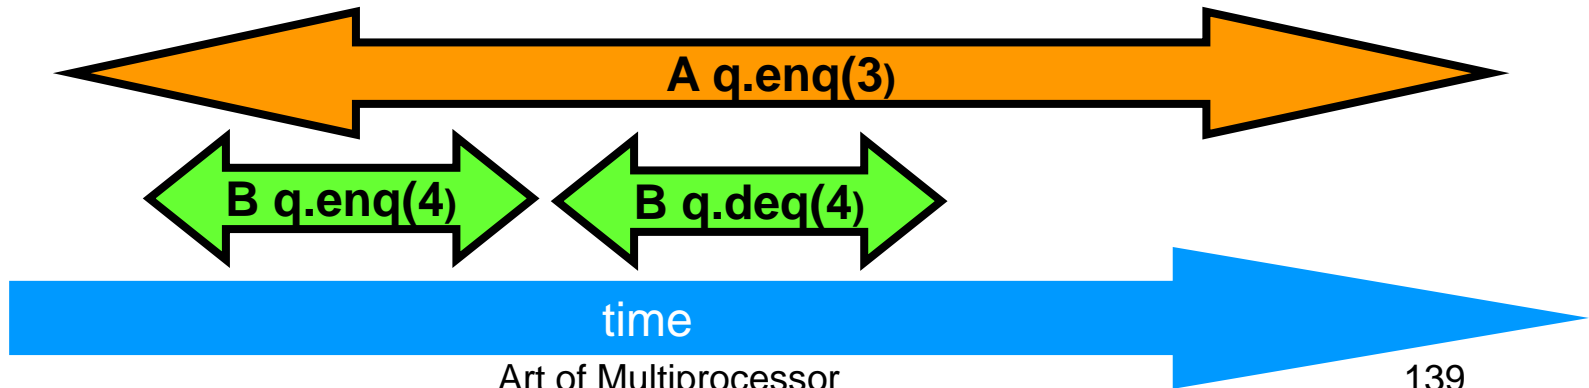 A q.enq(3)
B q.enq(4)
B q.deq(4)
time
Art of Multiprocessor
139